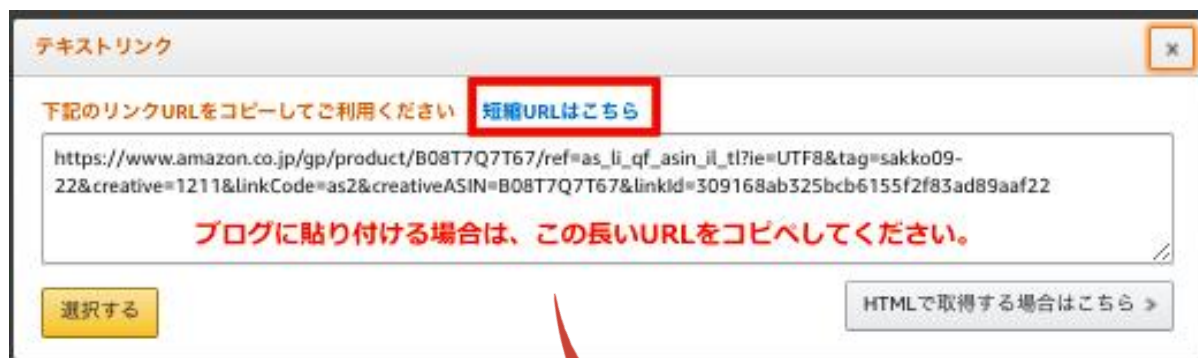 テキストリンク
×
下記のリンクURLをコピーしてご利用ください 短縮URLはこちら
https://www.amazon.co.jp/gp/product/B08T7Q7T67/ref=as_li_qf_asin_il_tl?ie=UTF8&tag=sakko09-
22&creative=1211&linkCode=as2&creativeASIN=B08T7Q7T67&linkId=309168ab325bcb6155f2f83ad89aaf22
ブログに貼り付ける場合は、この長いURLをコピペしてください。
選択する
HTMLで取得する場合はこちら »